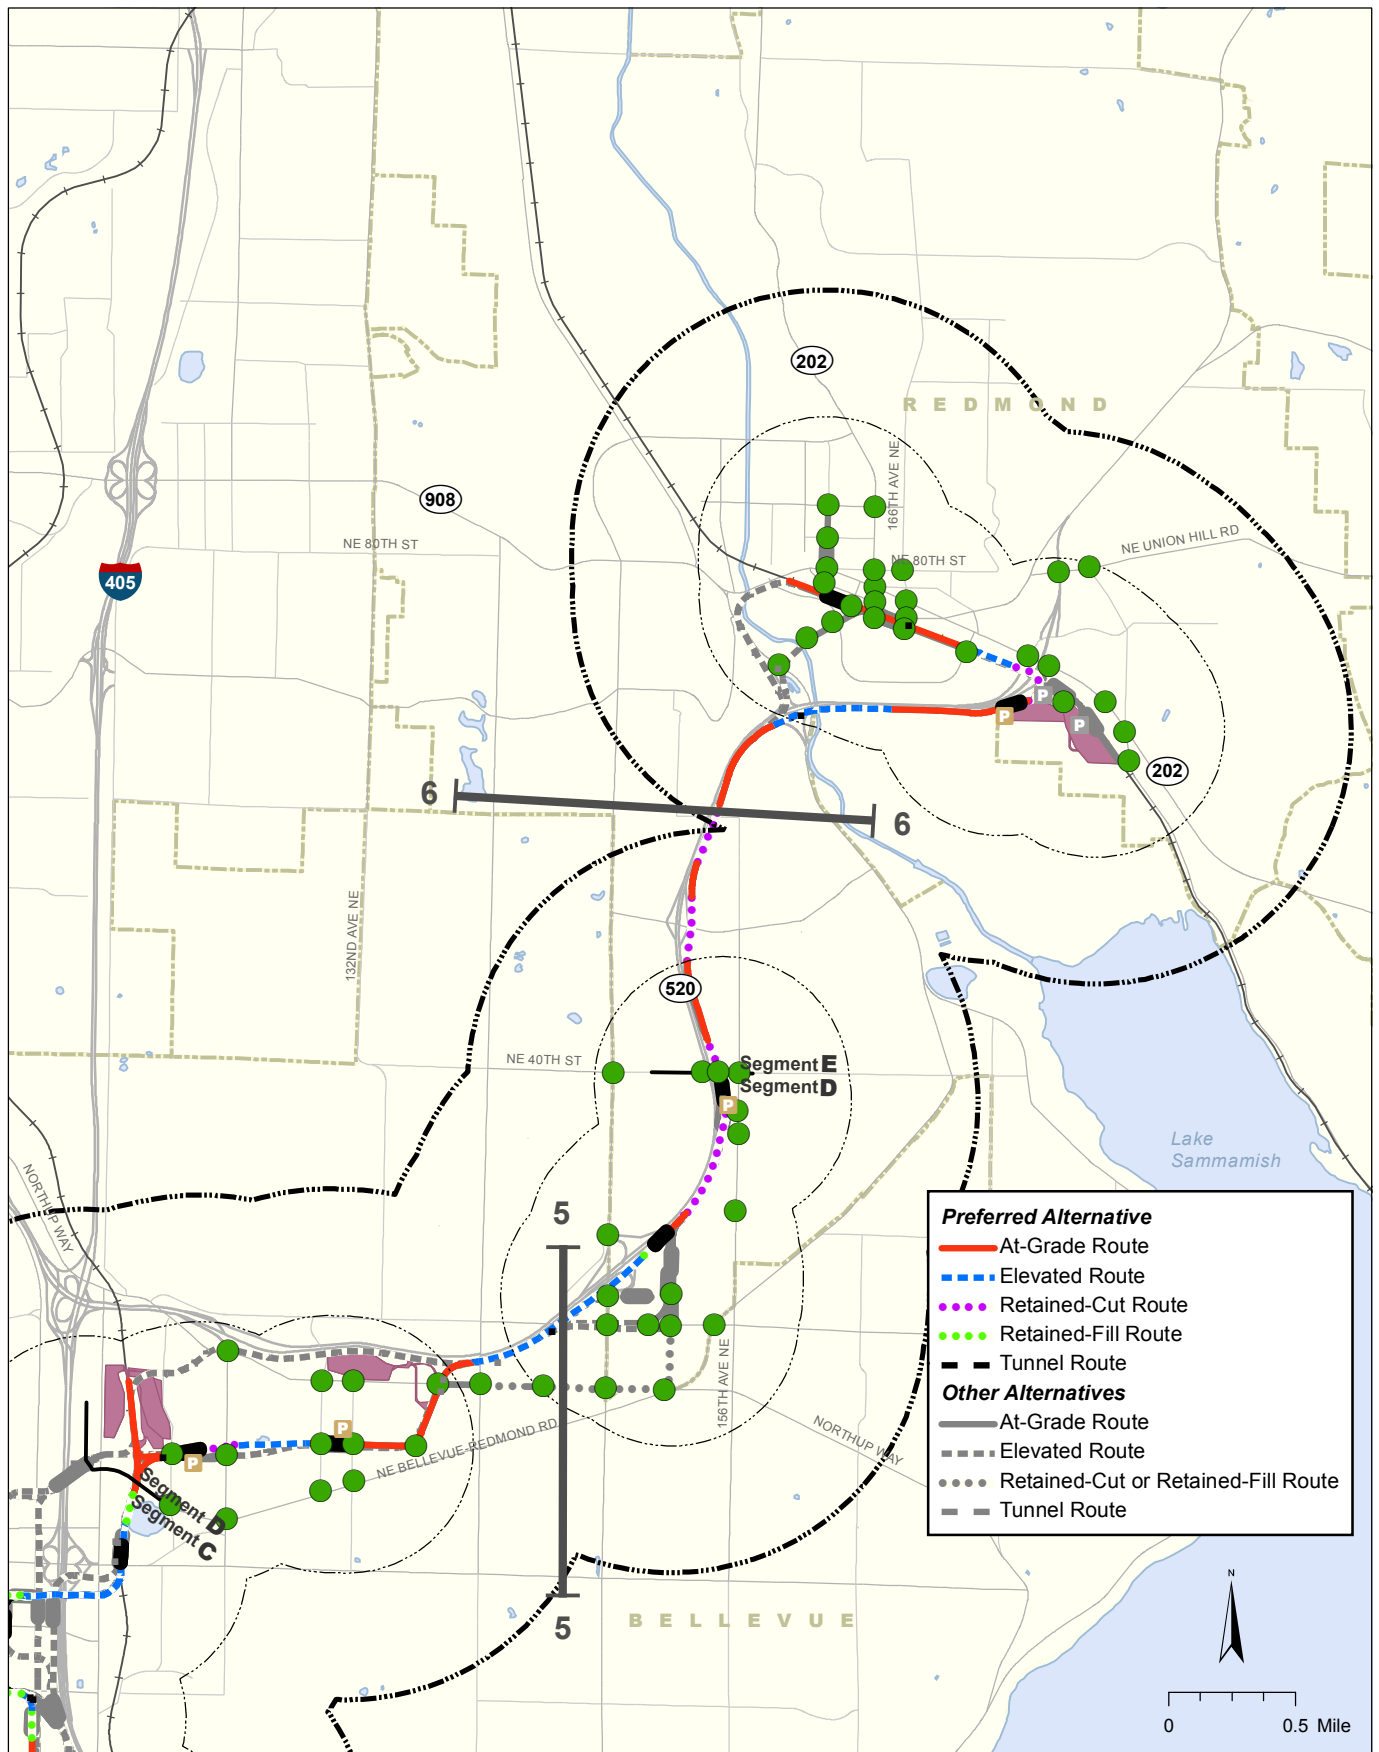 202
REDMOND
908
166TH AVE NE
NE 80TH ST
NE 80TH ST
NE UNION HILL RD
405
P
P
P
202
6
6
132ND AVE NE
520
NE 40TH ST
Segment E
Segment D
P
Lake
Sammamish
NORTHUP WAY
5
156TH AVE NE
NORTHUP WAY
NE BELLEVUE-REDMOND RD
P
P
Segment D
Segment C
5
BELLEVUE
Preferred Alternative
At-Grade Route
Elevated Route
Retained-Cut Route
Retained-Fill Route
Tunnel Route
Other Alternatives
At-Grade Route
Elevated Route
Retained-Cut or Retained-Fill Route
Tunnel Route
N
0 0.5 Mile